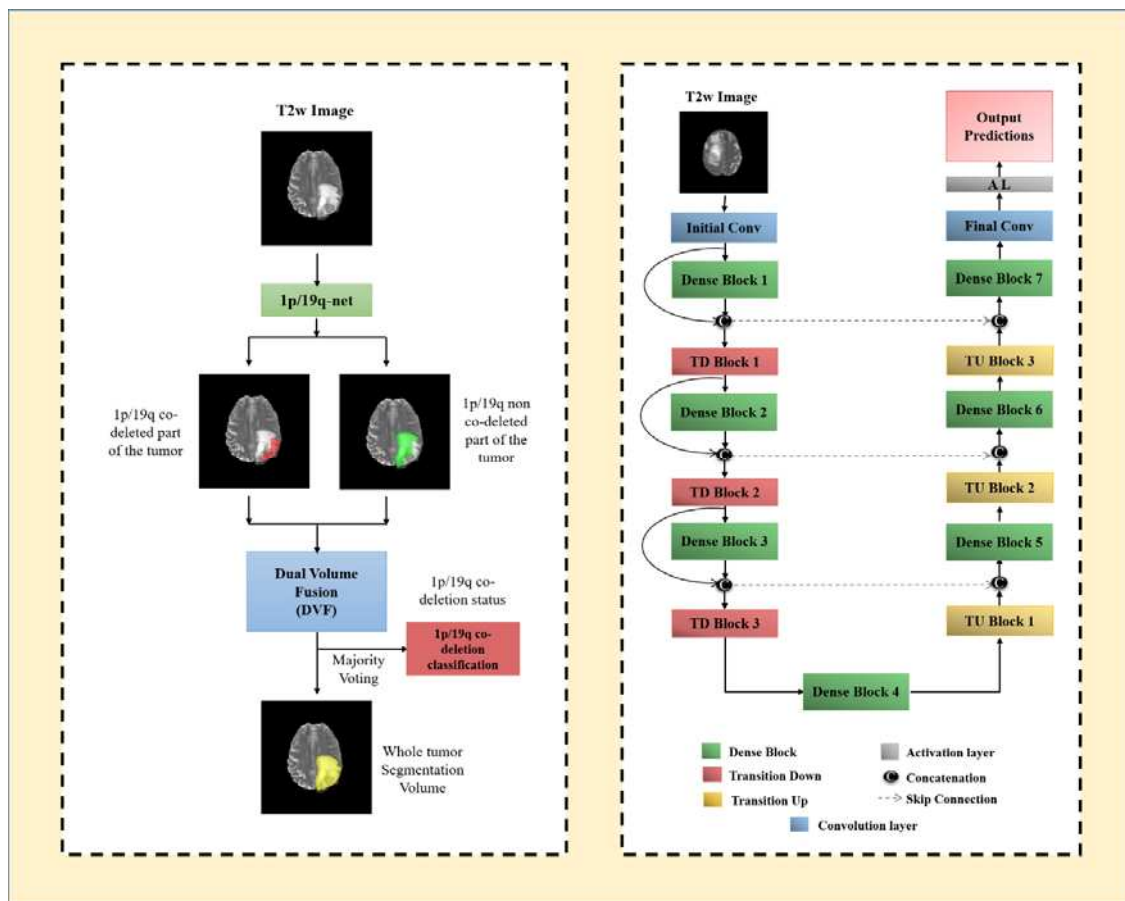 T2w Image
1p/19q-net
1p/19q co-
deleted part
of the tumor
1p/19q non
co-deleted
part of the
tumor
Dual Volume
Fusion
(DVF)
1p/19q co-
deletion status
1p/19q co-
deletion
classification
Majority
Voting
Whole tumor
Segmentation
Volume
T2w Image
Initial Conv
Dense Block 1
C
TD Block 1
Dense Block 2
C
TD Block 2
Dense Block 3
C
TD Block 3
Dense Block 4
Output
Predictions
A L
Final Conv
Dense Block 7
C
TU Block 3
Dense Block 6
C
TU Block 2
Dense Block 5
C
TU Block 1
Dense Block
Transition Down
Transition Up
Convolution layer
Activation layer
C Concatenation
Skip Connection